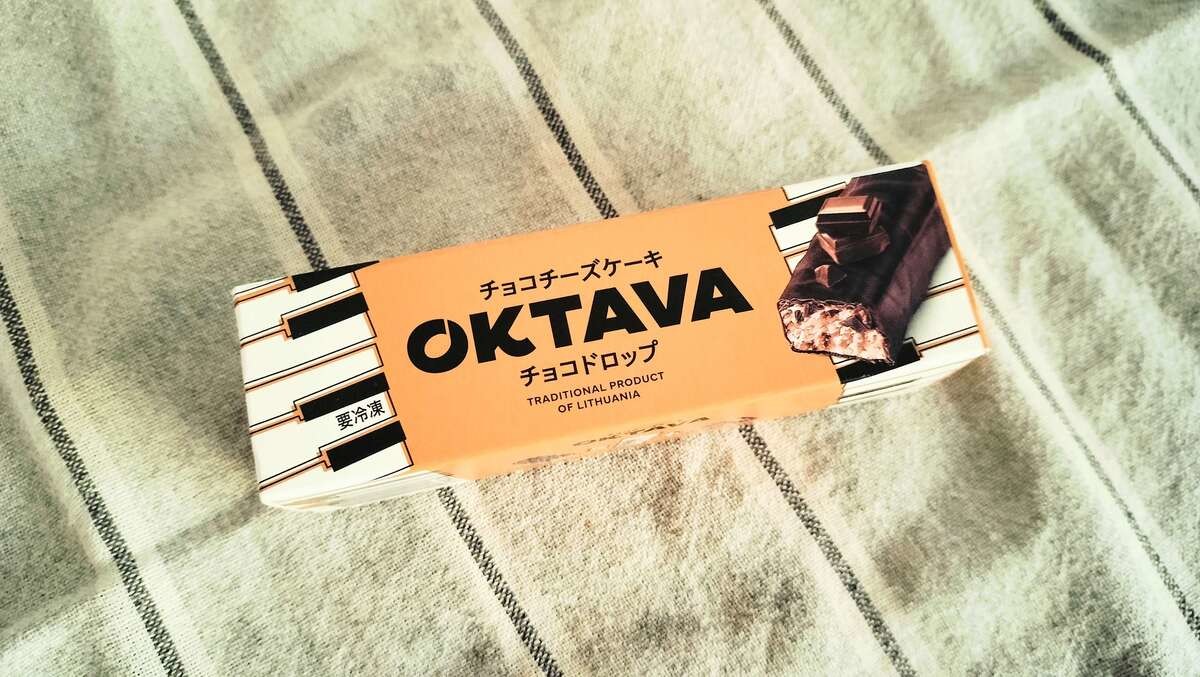 チョコチーズケーキ
OKTAVA
チョコドロップ
TRADITIONAL PRODUCT
OF LITHUANIA
要冷凍
OKTAVA